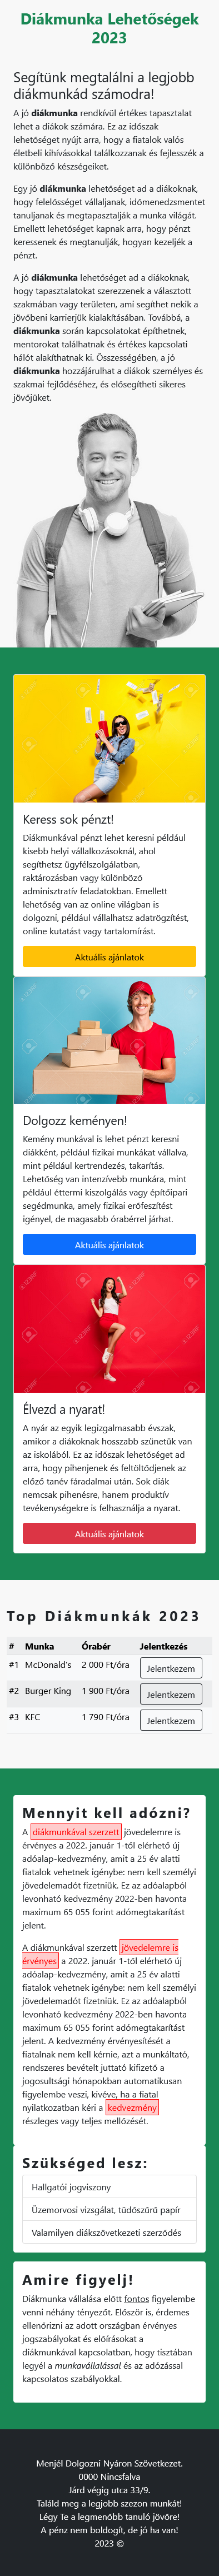 Diákmunka Lehetőségek
2023
Segítünk megtalálni a legjobb
diákmunkád számodra!
A jó diákmunka rendkívül értékes tapasztalat
lehet a diákok számára. Ez az időszak
lehetőséget nyújt arra, hogy a fiatalok valós
életbeli kihívásokkal találkozzanak és fejlesszék a
különböző készségeiket.
Egy jó diákmunka lehetőséget ad a diákoknak,
hogy felelősséget vállaljanak, időmenedzsmentet
tanuljanak és megtapasztalják a munka világát.
Emellett lehetőséget kapnak arra, hogy pénzt
keressenek és megtanulják, hogyan kezeljék a
pénzt.
A jó diákmunka lehetőséget ad a diákoknak,
hogy tapasztalatokat szerezzenek a választott
szakmában vagy területen, ami segíthet nekik a
jövőbeni karrierjük kialakításában. Továbbá, a
diákmunka során kapcsolatokat építhetnek,
mentorokat találhatnak és értékes kapcsolati
hálót alakíthatnak ki. Összességében, a jó
diákmunka hozzájárulhat a diákok személyes és
szakmai fejlődéséhez, és elősegítheti sikeres
jövőjüket.
Keress sok pénzt!
Diákmunkával pénzt lehet keresni például
kisebb helyi vállalkozásoknál, ahol
segíthetsz ügyfélszolgálatban,
raktározásban vagy különböző
adminisztratív feladatokban. Emellett
lehetőség van az online világban is
dolgozni, például vállalhatsz adatrögzítést,
online kutatást vagy tartalomírást.
Aktuális ajánlatok
Dolgozz keményen!
Kemény munkával is lehet pénzt keresni
diákként, például fizikai munkákat vállalva,
mint például kertrendezés, takarítás.
Lehetőség van intenzívebb munkára, mint
például éttermi kiszolgálás vagy építőipari
segédmunka, amely fizikai erőfeszítést
igényel, de magasabb órabérrel járhat.
Aktuális ajánlatok
Élvezd a nyarat!
A nyár az egyik legizgalmasabb évszak,
amikor a diákoknak hosszabb szünetük van
az iskolából. Ez az időszak lehetőséget ad
arra, hogy pihenjenek és feltöltődjenek az
előző tanév fáradalmai után. Sok diák
nemcsak pihenésre, hanem produktív
tevékenységekre is felhasználja a nyarat.
Aktuális ajánlatok
Top Diákmunkák 2023
# Munka Órabér Jelentkezés
#1 McDonald's 2 000 Ft/óra Jelentkezem
#2 Burger King 1 900 Ft/óra Jelentkezem
#3 KFC 1 790 Ft/óra Jelentkezem
Mennyit kell adózni?
A diákmunkával szerzett jövedelemre is
érvényes a 2022. január 1-től elérhető új
adóalap-kedvezmény, amit a 25 év alatti
fiatalok vehetnek igénybe: nem kell személyi
jövedelemadót fizetniük. Ez az adóalapból
levonható kedvezmény 2022-ben havonta
maximum 65 055 forint adómegtakarítást
jelent.
A diákmunkával szerzett jövedelemre is
érvényes a 2022. január 1-től elérhető új
adóalap-kedvezmény, amit a 25 év alatti
fiatalok vehetnek igénybe: nem kell személyi
jövedelemadót fizetniük. Ez az adóalapból
levonható kedvezmény 2022-ben havonta
maximum 65 055 forint adómegtakarítást
jelent. A kedvezmény érvényesítését a
fiatalnak nem kell kérnie, azt a munkáltató,
rendszeres bevételt juttató kifizető a
jogosultsági hónapokban automatikusan
figyelembe veszi, kivéve, ha a fiatal
nyilatkozatban kéri a kedvezmény
részleges vagy teljes mellőzését.
Szükséged lesz:
Hallgatói jogviszony
Üzemorvosi vizsgálat, tüdőszűrű papír
Valamilyen diákszövetkezeti szerződés
Amire figyelj!
Diákmunka vállalása előtt fontos figyelembe
venni néhány tényezőt. Először is, érdemes
ellenőrizni az adott országban érvényes
jogszabályokat és előírásokat a
diákmunkával kapcsolatban, hogy tisztában
legyél a munkavállalással és az adózással
kapcsolatos szabályokkal.
Menjél Dolgozni Nyáron Szövetkezet.
0000 Nincsfalva
Járd végig utca 33/9.
Találd meg a legjobb szezon munkát!
Légy Te a legmenőbb tanuló jövőre!
A pénz nem boldogít, de jó ha van!
2023 ©